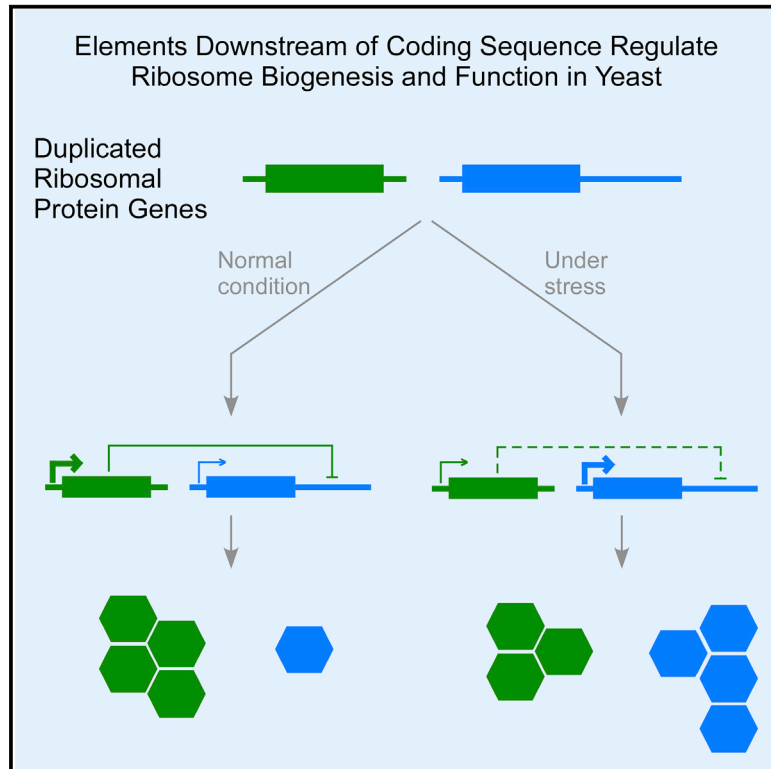 Elements Downstream of Coding Sequence Regulate
Ribosome Biogenesis and Function in Yeast
Duplicated
Ribosomal
Protein Genes
Normal
condition
Under
stress